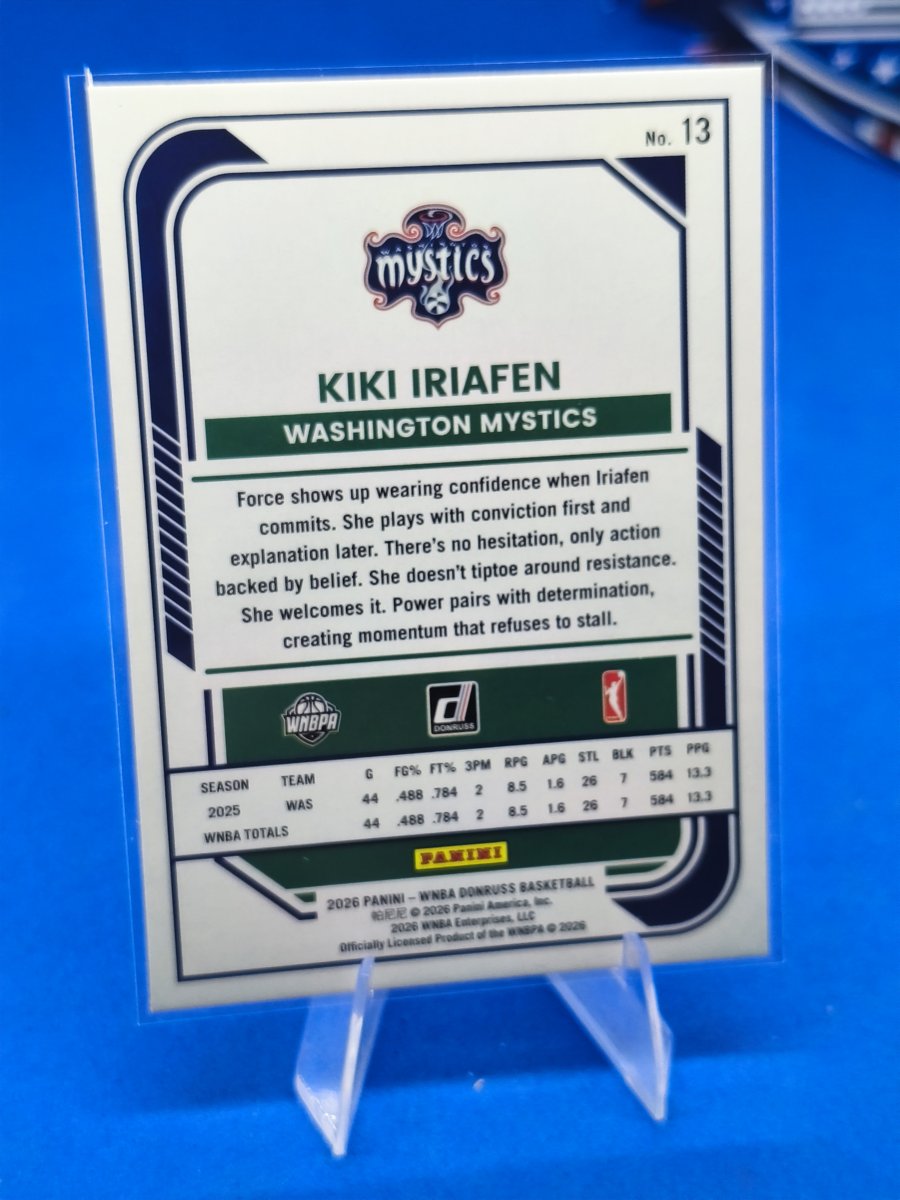 No. 13
WASHINGTON
MYSTICS
KIKI IRIAFEN
WASHINGTON MYSTICS
Force shows up wearing confidence when Iriafen
commits. She plays with conviction first and
explanation later. There's no hesitation, only action
backed by belief. She doesn't tiptoe around resistance.
She welcomes it. Power pairs with determination,
creating momentum that refuses to stall.
WNBPA
d
DONRUSS
SEASON TEAM G FG% FT% 3PM RPG APG STL BLK PTS PPG
2025 WAS 44 .488 .784 2 8.5 1.6 26 7 584 13.3
WNBA TOTALS 44 .488 .784 2 8.5 1.6 26 7 584 13.3
PANINI
2026 PANINI – WNBA DONRUSS BASKETBALL
帕尼尼 © 2026 Panini America, Inc.
2026 WNBA Enterprises, LLC
Officially Licensed Product of the WNBPA © 2026